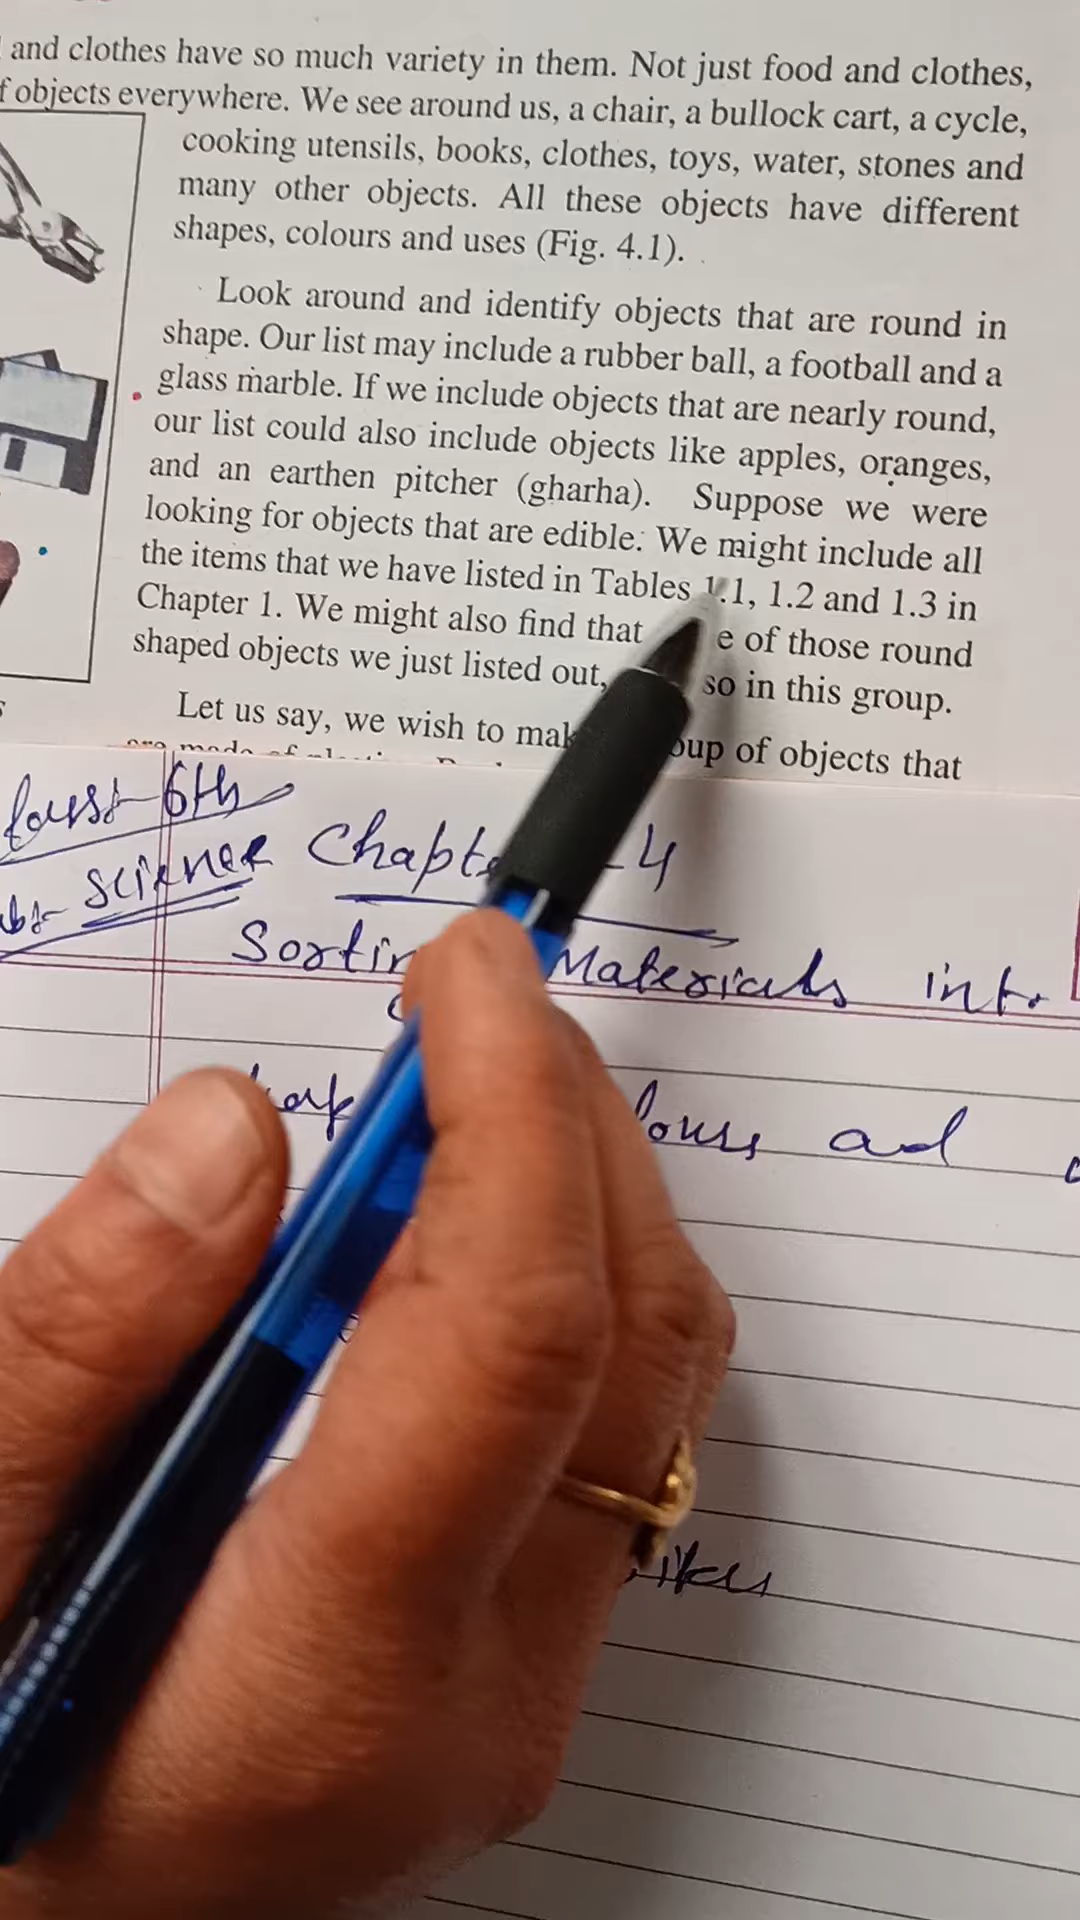 and clothes have so much variety in them. Not just food and clothes,
f objects everywhere. We see around us, a chair, a bullock cart, a cycle,
cooking utensils, books, clothes, toys, water, stones and
many other objects. All these objects have different
shapes, colours and uses (Fig. 4.1).
Look around and identify objects that are round in
shape. Our list may include a rubber ball, a football and a
glass marble. If we include objects that are nearly round,
our list could also include objects like apples, oranges,
and an earthen pitcher (gharha). Suppose we were
looking for objects that are edible. We might include all
the items that we have listed in Tables 1.1, 1.2 and 1.3 in
Chapter 1. We might also find that e of those round
shaped objects we just listed out, so in this group.
Let us say, we wish to mak oup of objects that
made of
6th
Science Chapte -4
Sortin Materials into
lours ad